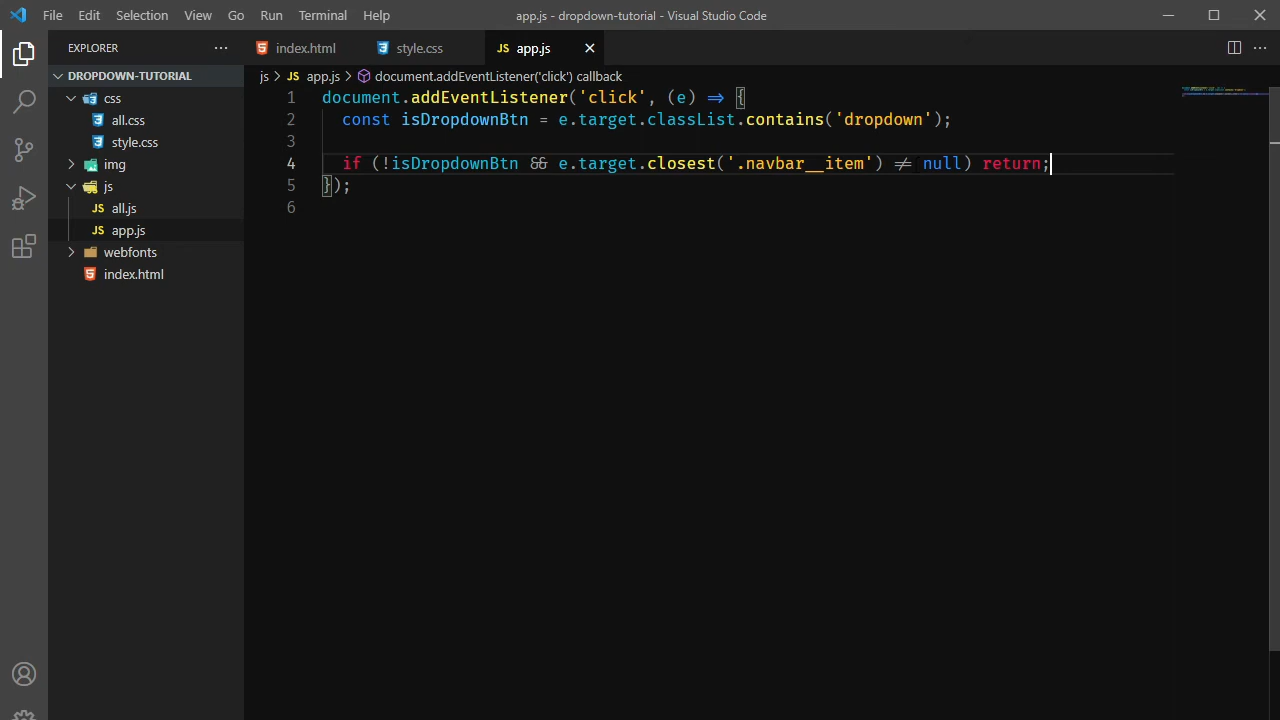 File Edit Selection View Go Run Terminal Help app.js - dropdown-tutorial - Visual Studio Code
EXPLORER
DROPDOWN-TUTORIAL
css
all.css
style.css
img
js
JS all.js
JS app.js
webfonts
index.html
index.html style.css JS app.js
js > JS app.js > document.addEventListener('click') callback
1 document.addEventListener('click', (e) => {
2 const isDropdownBtn = e.target.classList.contains('dropdown');
3
4 if (!isDropdownBtn && e.target.closest('.navbar__item') != null) return;
5 });
6